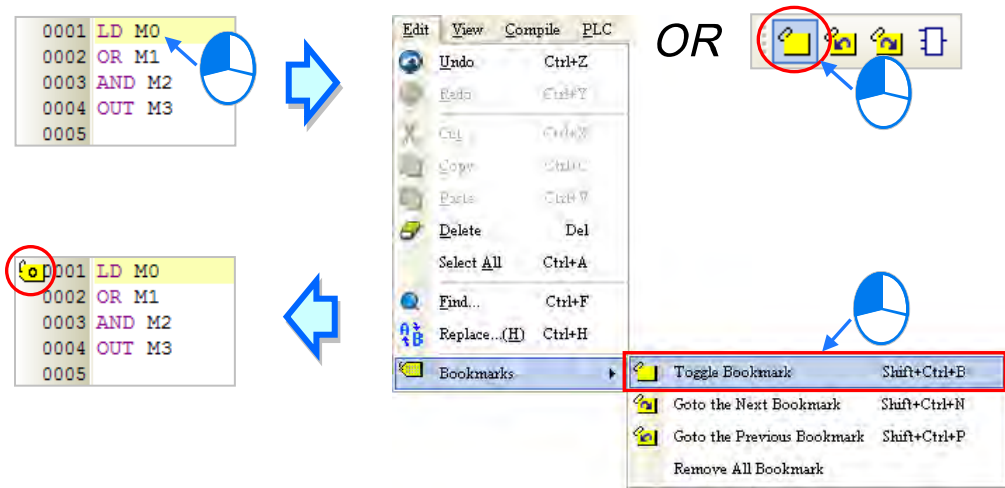 0001 LD M0
0002 OR M1
0003 AND M2
0004 OUT M3
0005
Edit View Compile PLC
Undo Ctrl+Z
Redo Ctrl+Y
Cut Ctrl+X
Copy Ctrl+C
Paste Ctrl+V
Delete Del
Select All Ctrl+A
Find... Ctrl+F
Replace...(H) Ctrl+H
Bookmarks
OR
Toggle Bookmark Shift+Ctrl+B
Goto the Next Bookmark Shift+Ctrl+N
Goto the Previous Bookmark Shift+Ctrl+P
Remove All Bookmark
0001 LD M0
0002 OR M1
0003 AND M2
0004 OUT M3
0005